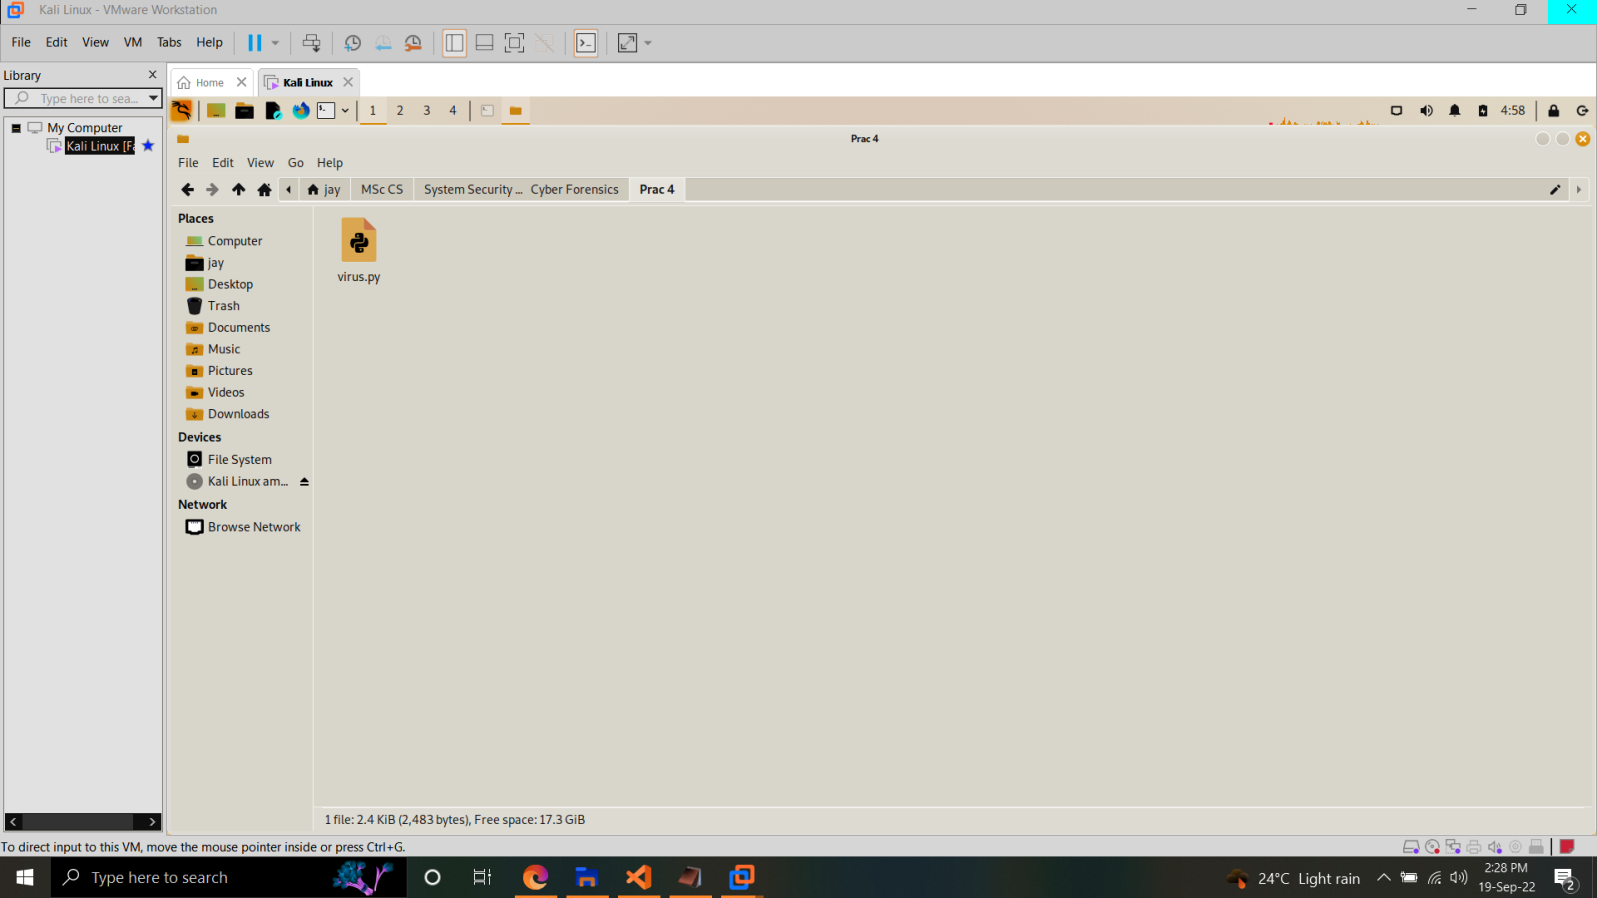 Kali Linux - VMware Workstation
File Edit View VM Tabs Help
Library
Type here to sea...
My Computer
Kali Linux [Fa
Home
Kali Linux
1 2 3 4
4:58
Prac 4
File Edit View Go Help
jay MSc CS System Security ... Cyber Forensics Prac 4
Places
Computer
jay
Desktop
Trash
Documents
Music
Pictures
Videos
Downloads
Devices
File System
Kali Linux am...
Network
Browse Network
virus.py
1 file: 2.4 KiB (2,483 bytes), Free space: 17.3 GiB
To direct input to this VM, move the mouse pointer inside or press Ctrl+G.
Type here to search
24°C Light rain
2:28 PM
19-Sep-22
2